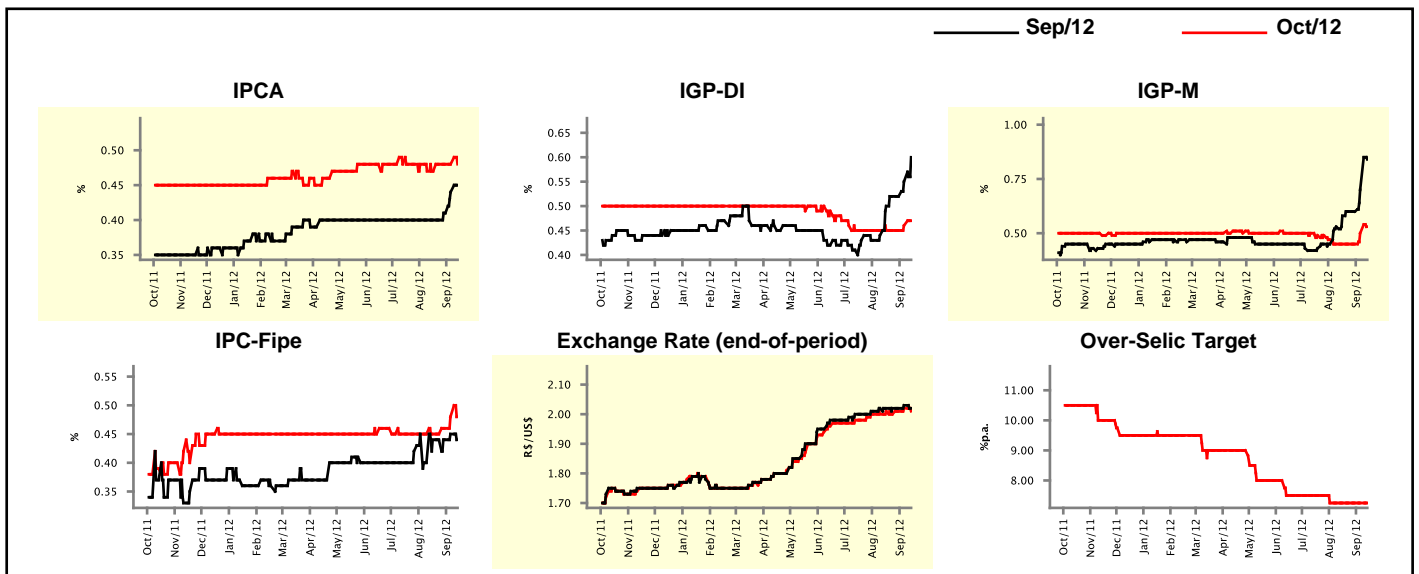 Sep/12 Oct/12
IPCA
0.50
0.45
0.40
0.35
%
Oct/11 Nov/11 Dec/11 Jan/12 Feb/12 Mar/12 Apr/12 May/12 Jun/12 Jul/12 Aug/12 Sep/12
IGP-DI
0.65
0.60
0.55
0.50
0.45
0.40
%
Oct/11 Nov/11 Dec/11 Jan/12 Feb/12 Mar/12 Apr/12 May/12 Jun/12 Jul/12 Aug/12 Sep/12
IGP-M
1.00
0.75
0.50
%
Oct/11 Nov/11 Dec/11 Jan/12 Feb/12 Mar/12 Apr/12 May/12 Jun/12 Jul/12 Aug/12 Sep/12
IPC-Fipe
0.55
0.50
0.45
0.40
0.35
%
Oct/11 Nov/11 Dec/11 Jan/12 Feb/12 Mar/12 Apr/12 May/12 Jun/12 Jul/12 Aug/12 Sep/12
Exchange Rate (end-of-period)
2.10
2.00
1.90
1.80
1.70
R$/US$
Oct/11 Nov/11 Dec/11 Jan/12 Feb/12 Mar/12 Apr/12 May/12 Jun/12 Jul/12 Aug/12 Sep/12
Over-Selic Target
11.00
10.00
9.00
8.00
%p.a.
Oct/11 Nov/11 Dec/11 Jan/12 Feb/12 Mar/12 Apr/12 May/12 Jun/12 Jul/12 Aug/12 Sep/12